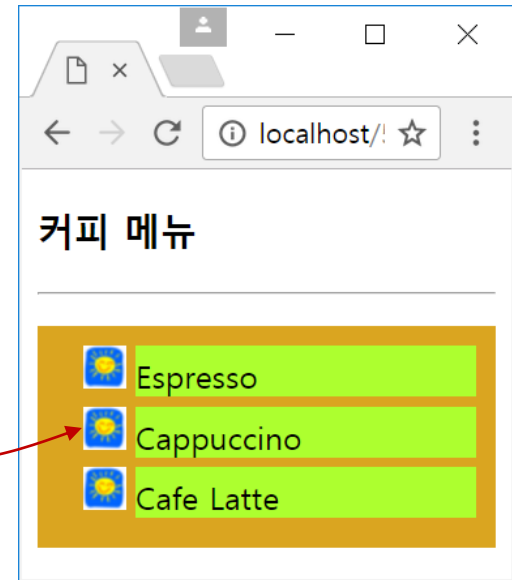 localhost/!
커피 메뉴
Espresso
Cappuccino
Cafe Latte